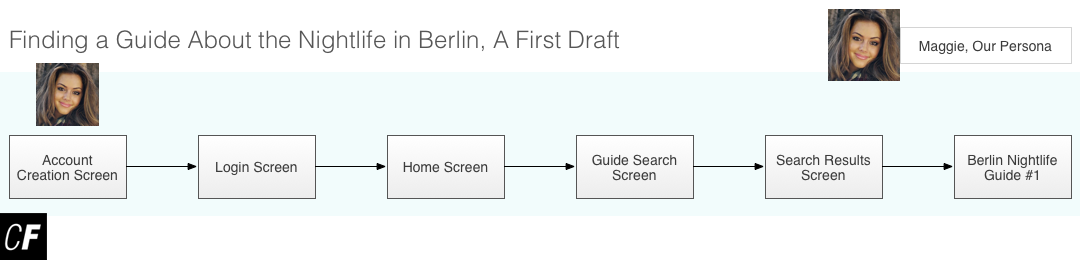 Finding a Guide About the Nightlife in Berlin, A First Draft
Maggie, Our Persona
Account
Creation Screen
Login Screen
Home Screen
Guide Search
Screen
Search Results
Screen
Berlin Nightlife
Guide #1
CF